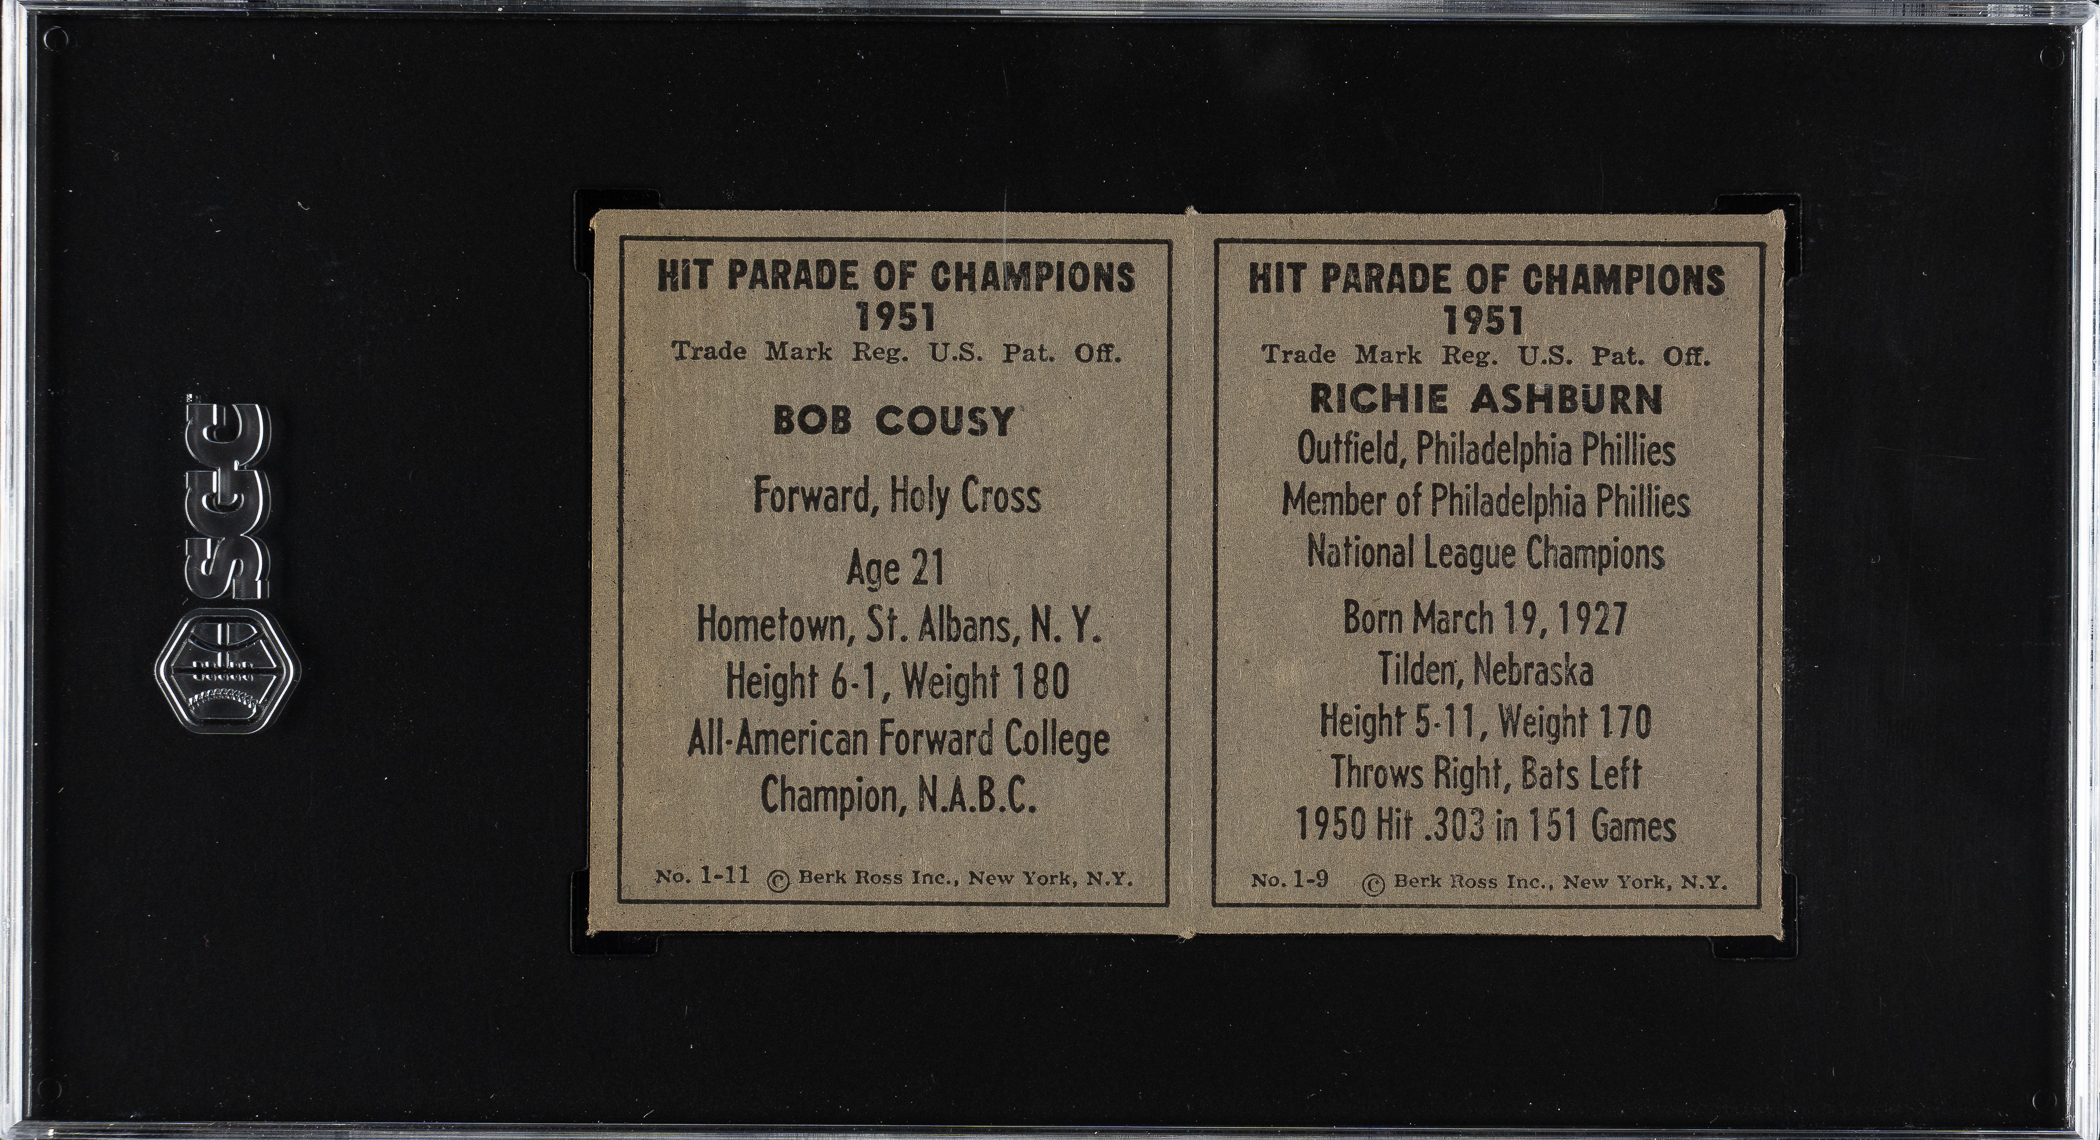 SGC
HIT PARADE OF CHAMPIONS
1951
Trade Mark Reg. U.S. Pat. Off.
BOB COUSY
Forward, Holy Cross
Age 21
Hometown, St. Albans, N. Y.
Height 6-1, Weight 180
All-American Forward College
Champion, N.A.B.C.
No. 1-11 © Berk Ross Inc., New York, N.Y.
HIT PARADE OF CHAMPIONS
1951
Trade Mark Reg. U.S. Pat. Off.
RICHIE ASHBURN
Outfield, Philadelphia Phillies
Member of Philadelphia Phillies
National League Champions
Born March 19, 1927
Tilden, Nebraska
Height 5-11, Weight 170
Throws Right, Bats Left
1950 Hit .303 in 151 Games
No. 1-9 © Berk Ross Inc., New York, N.Y.